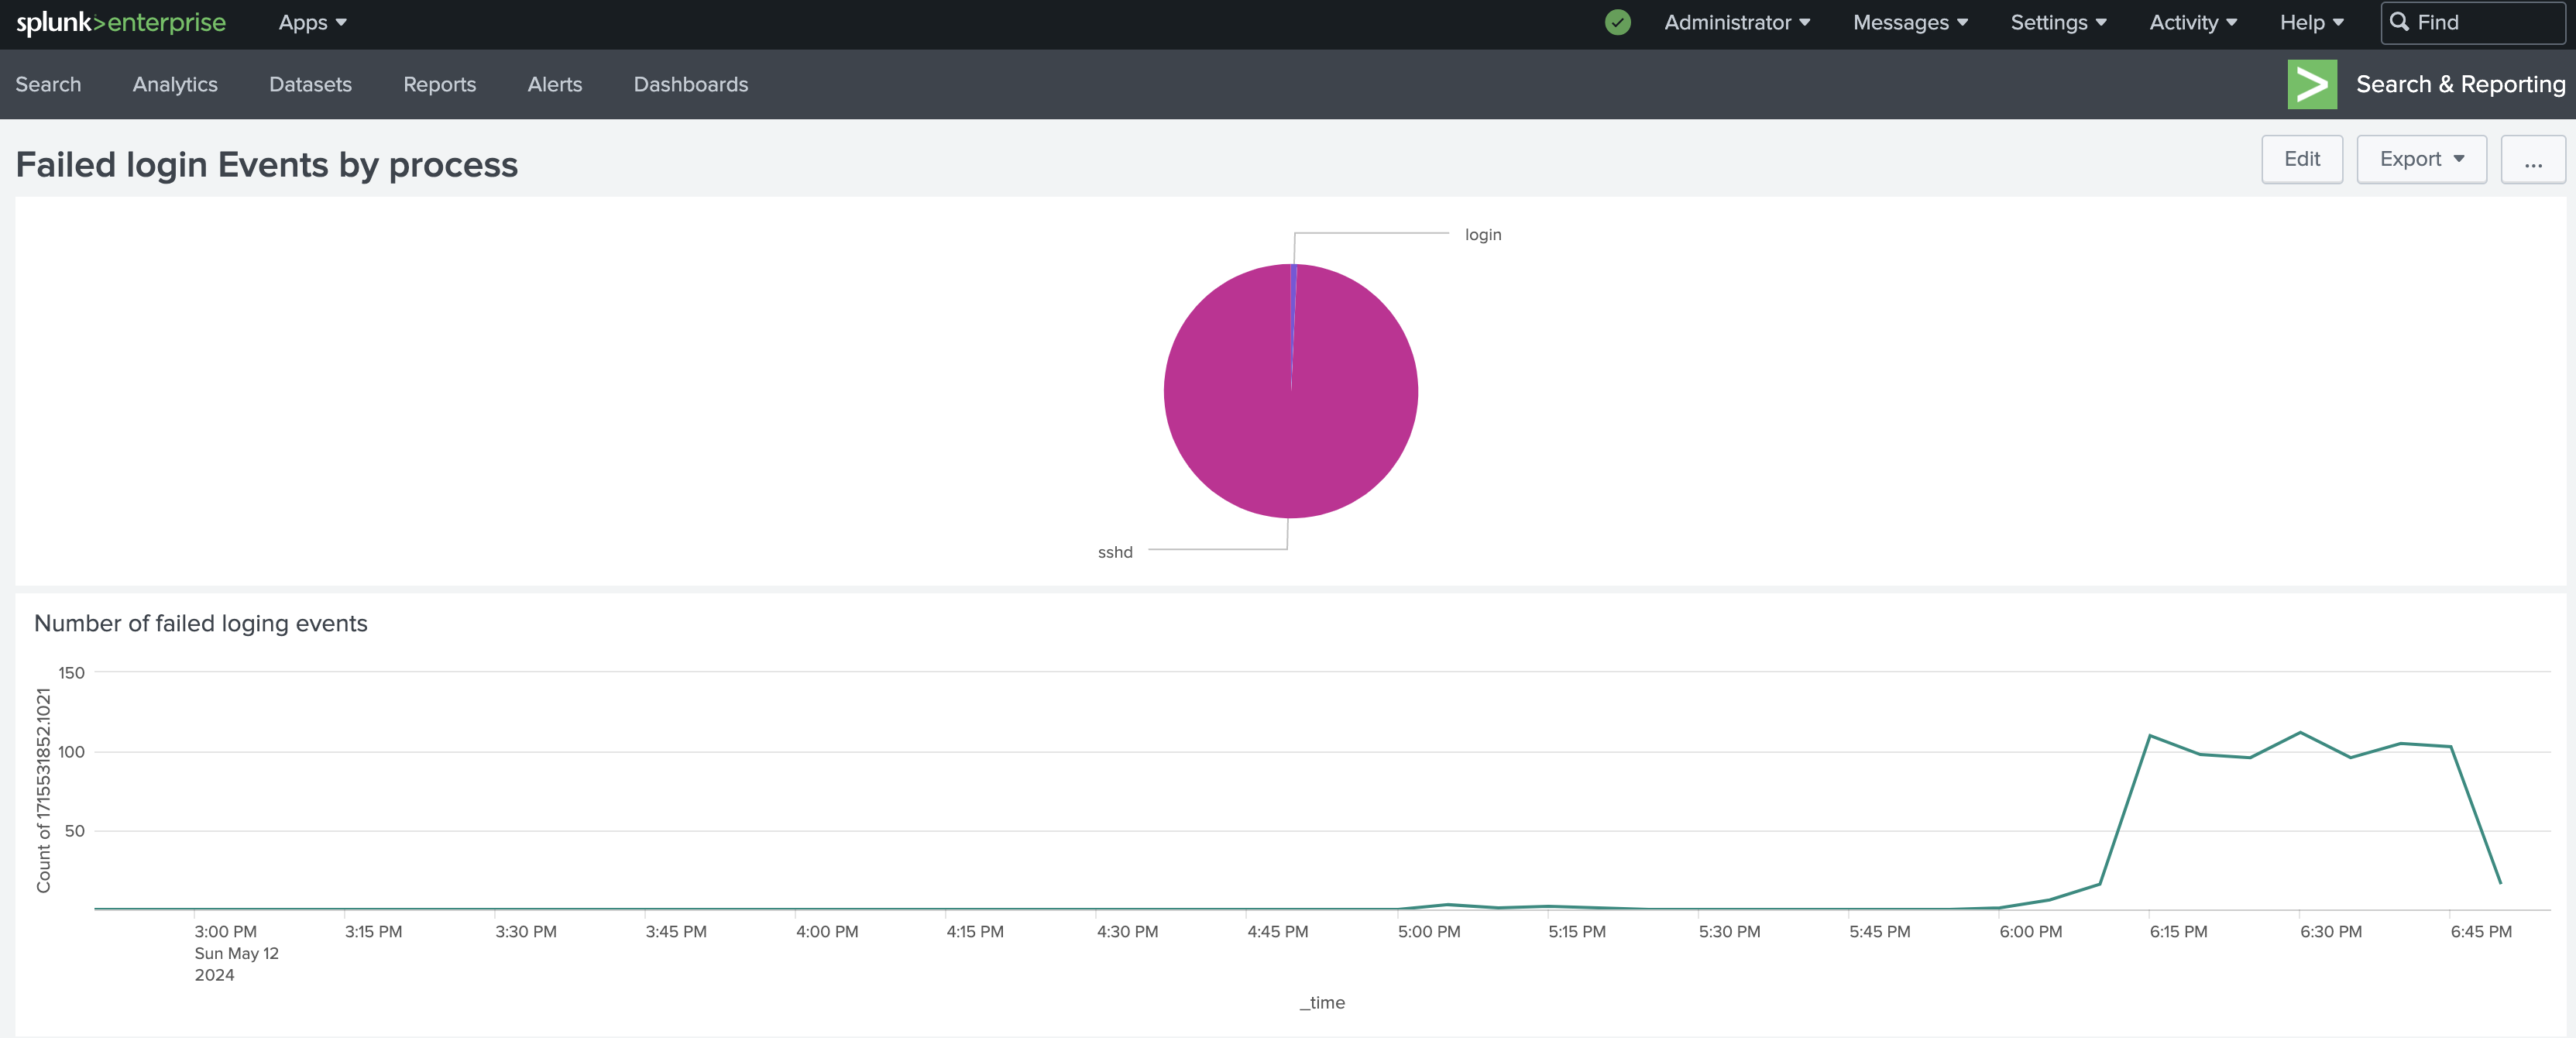 splunk>enterprise Apps Administrator Messages Settings Activity Help Find
Search Analytics Datasets Reports Alerts Dashboards Search & Reporting
Failed login Events by process Edit Export ...
login
sshd
Number of failed loging events
Count of 1715531852.1021
150
100
50
3:00 PM 3:15 PM 3:30 PM 3:45 PM 4:00 PM 4:15 PM 4:30 PM 4:45 PM 5:00 PM 5:15 PM 5:30 PM 5:45 PM 6:00 PM 6:15 PM 6:30 PM 6:45 PM
Sun May 12
2024
_time